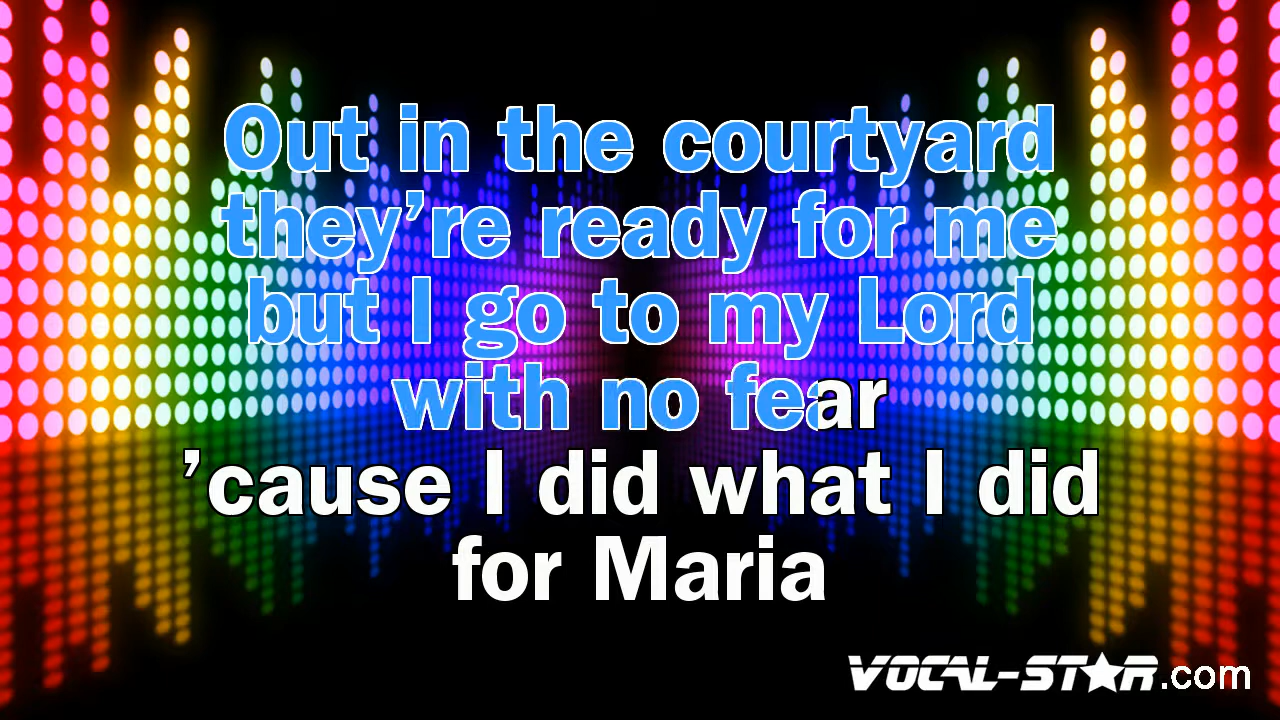 Out in the courtyard
they’re ready for me
but I go to my Lord
with no fear
’cause I did what I did
for Maria
VOCAL-STAR.com